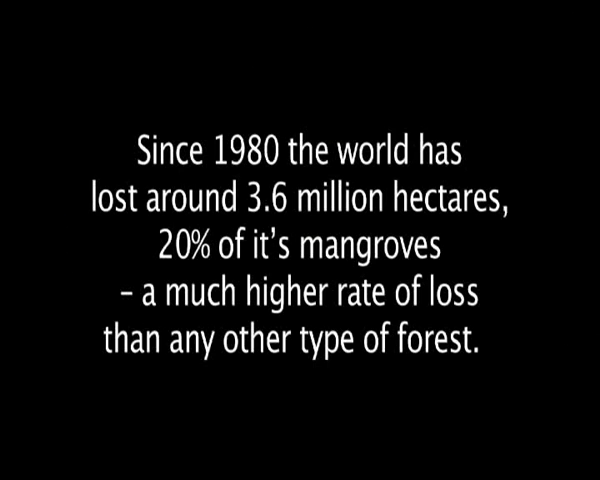 Since 1980 the world has
lost around 3.6 million hectares,
20% of it’s mangroves
– a much higher rate of loss
than any other type of forest.